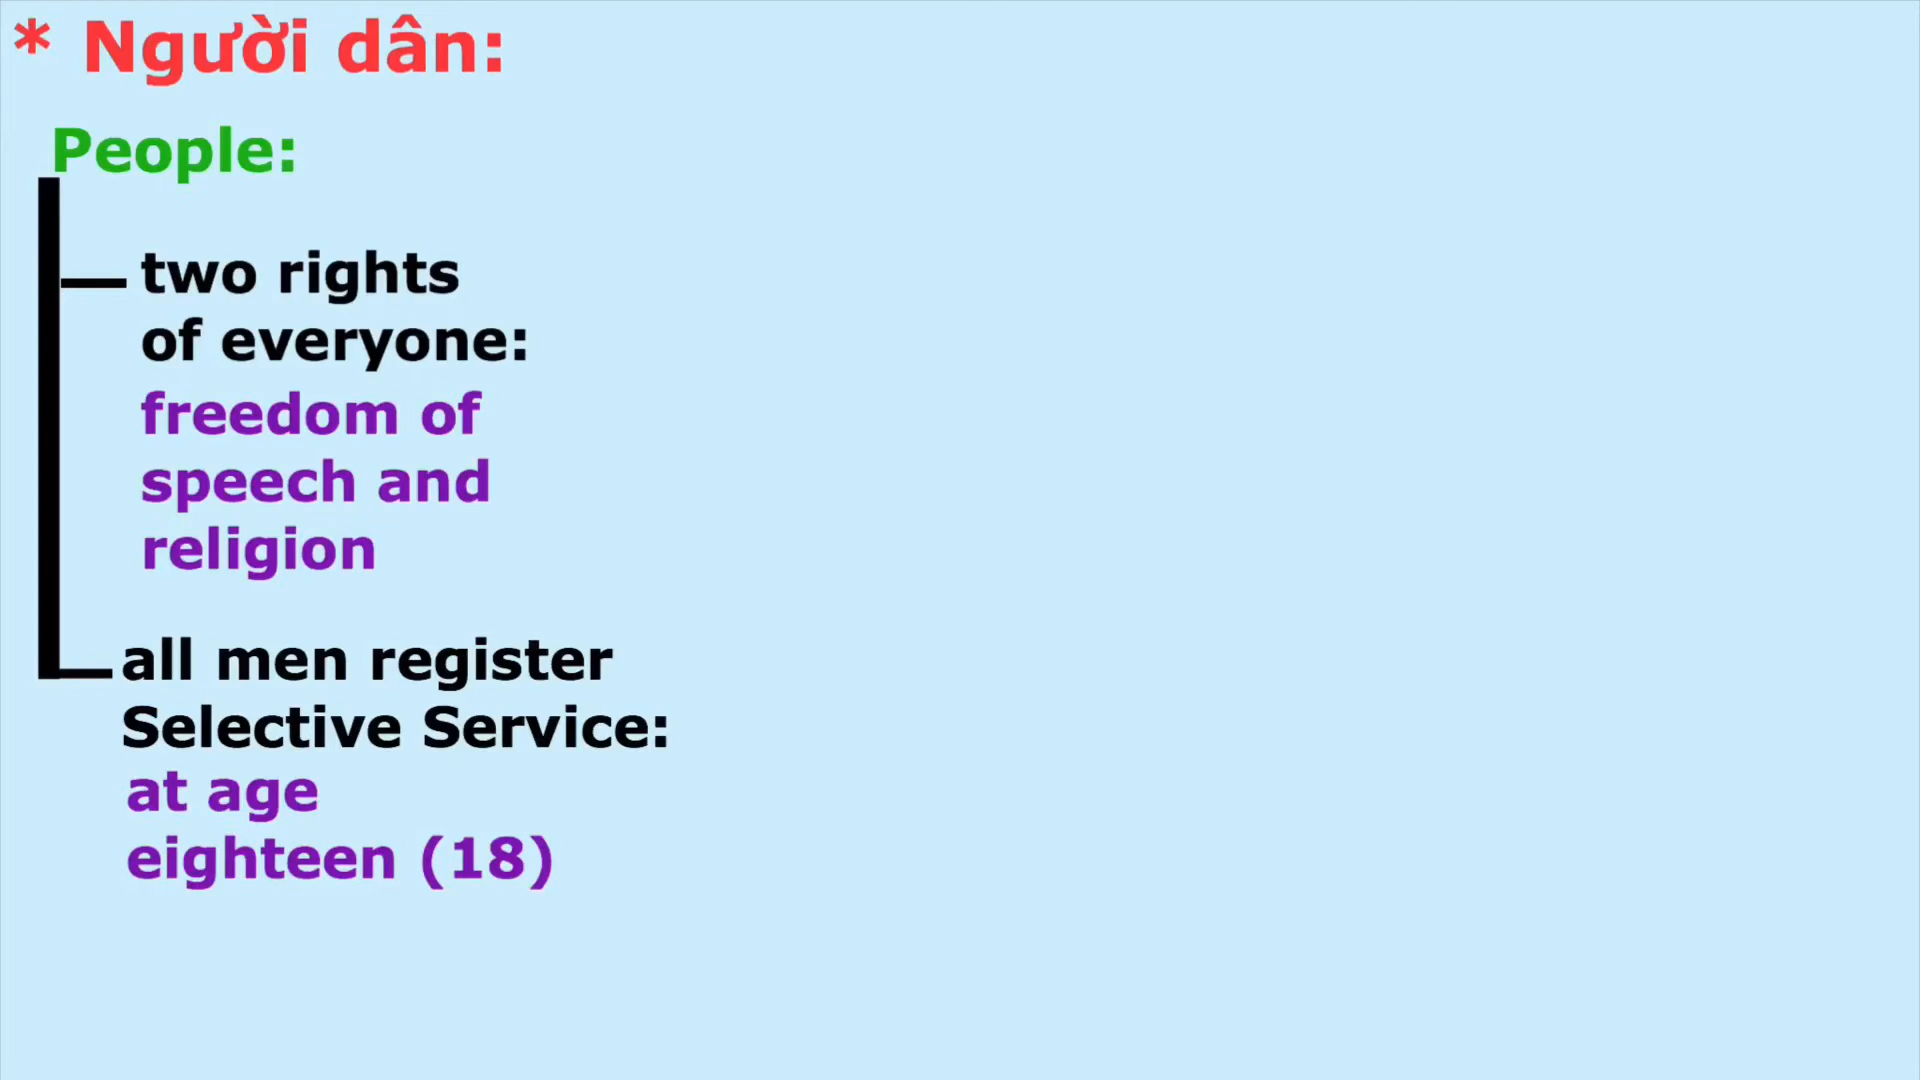 * Người dân:
People:
two rights
of everyone:
freedom of
speech and
religion
all men register
Selective Service:
at age
eighteen (18)